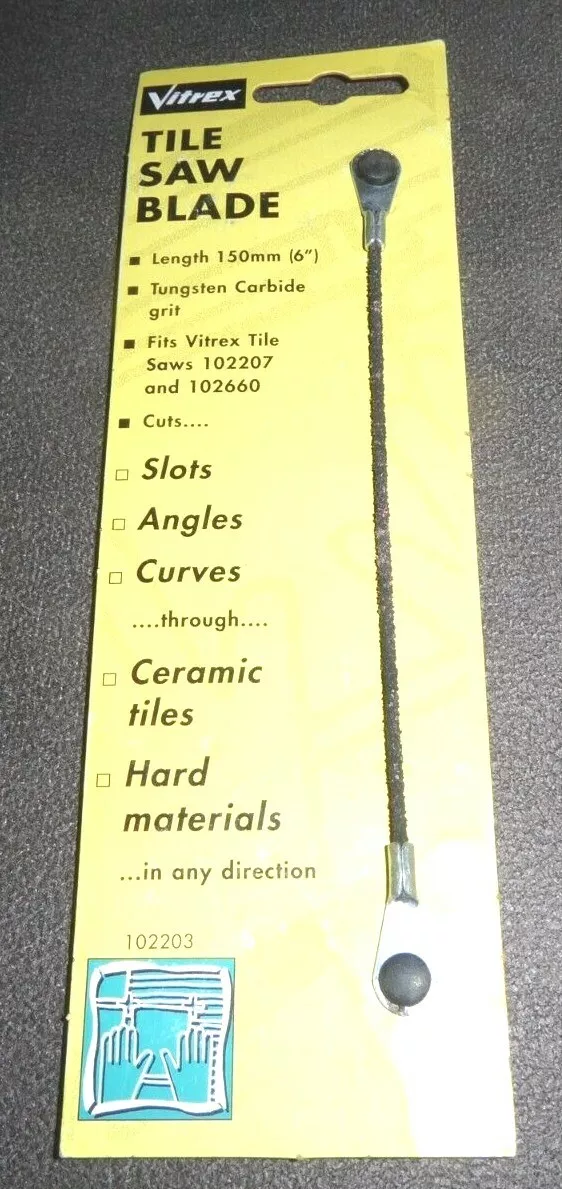 Vitrex
TILE
SAW
BLADE
Length 150mm (6")
Tungsten Carbide
grit
Fits Vitrex Tile
Saws 102207
and 102660
Cuts....
Slots
Angles
Curves
....through....
Ceramic
tiles
Hard
materials
...in any direction
102203